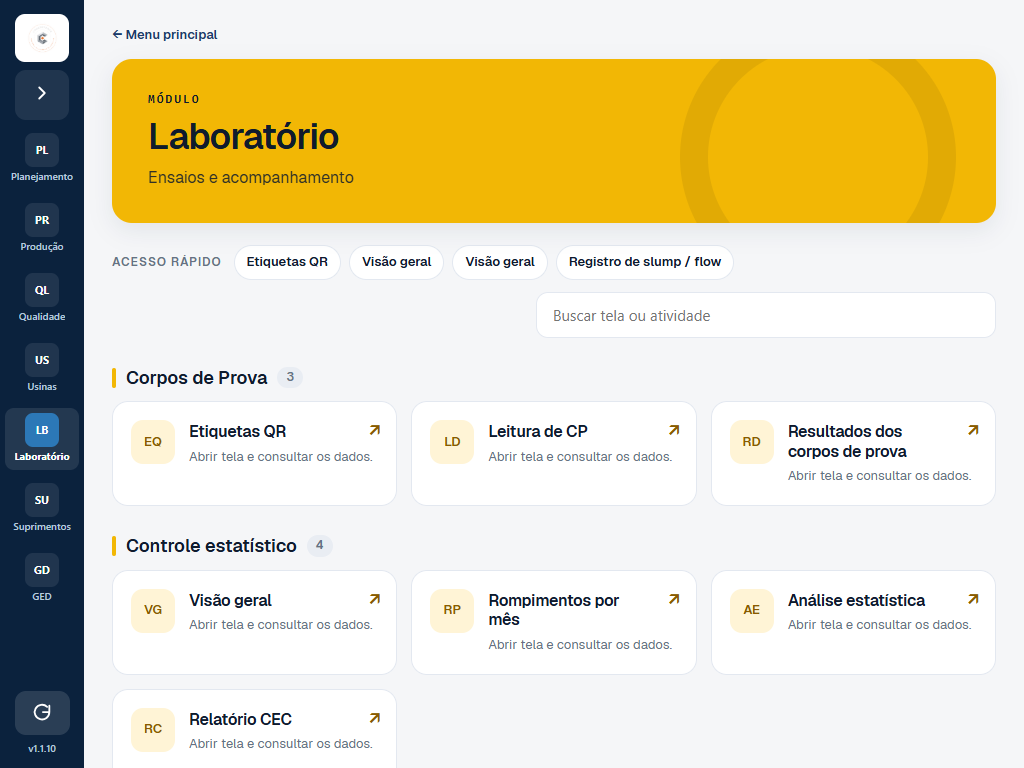 ← Menu principal
MÓDULO
Laboratório
Ensaios e acompanhamento
ACESSO RÁPIDO Etiquetas QR Visão geral Visão geral Registro de slump / flow
Buscar tela ou atividade
PL
Planejamento
PR
Produção
QL
Qualidade
US
Usinas
LB
Laboratório
SU
Suprimentos
GD
GED
v1.1.10
Corpos de Prova 3
EQ
Etiquetas QR
Abrir tela e consultar os dados.
LD
Leitura de CP
Abrir tela e consultar os dados.
RD
Resultados dos
corpos de prova
Abrir tela e consultar os dados.
Controle estatístico 4
VG
Visão geral
Abrir tela e consultar os dados.
RP
Rompimentos por
mês
Abrir tela e consultar os dados.
AE
Análise estatística
Abrir tela e consultar os dados.
RC
Relatório CEC
Abrir tela e consultar os dados.